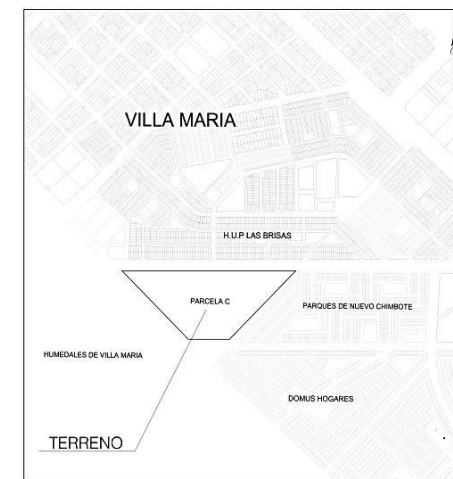 VILLA MARIA
H.U.P LAS BRISAS
PARCELA C
PARQUES DE NUEVO CHIMBOTE
HUMEDALES DE VILLA MARIA
DOMUS HOGARES
TERRENO